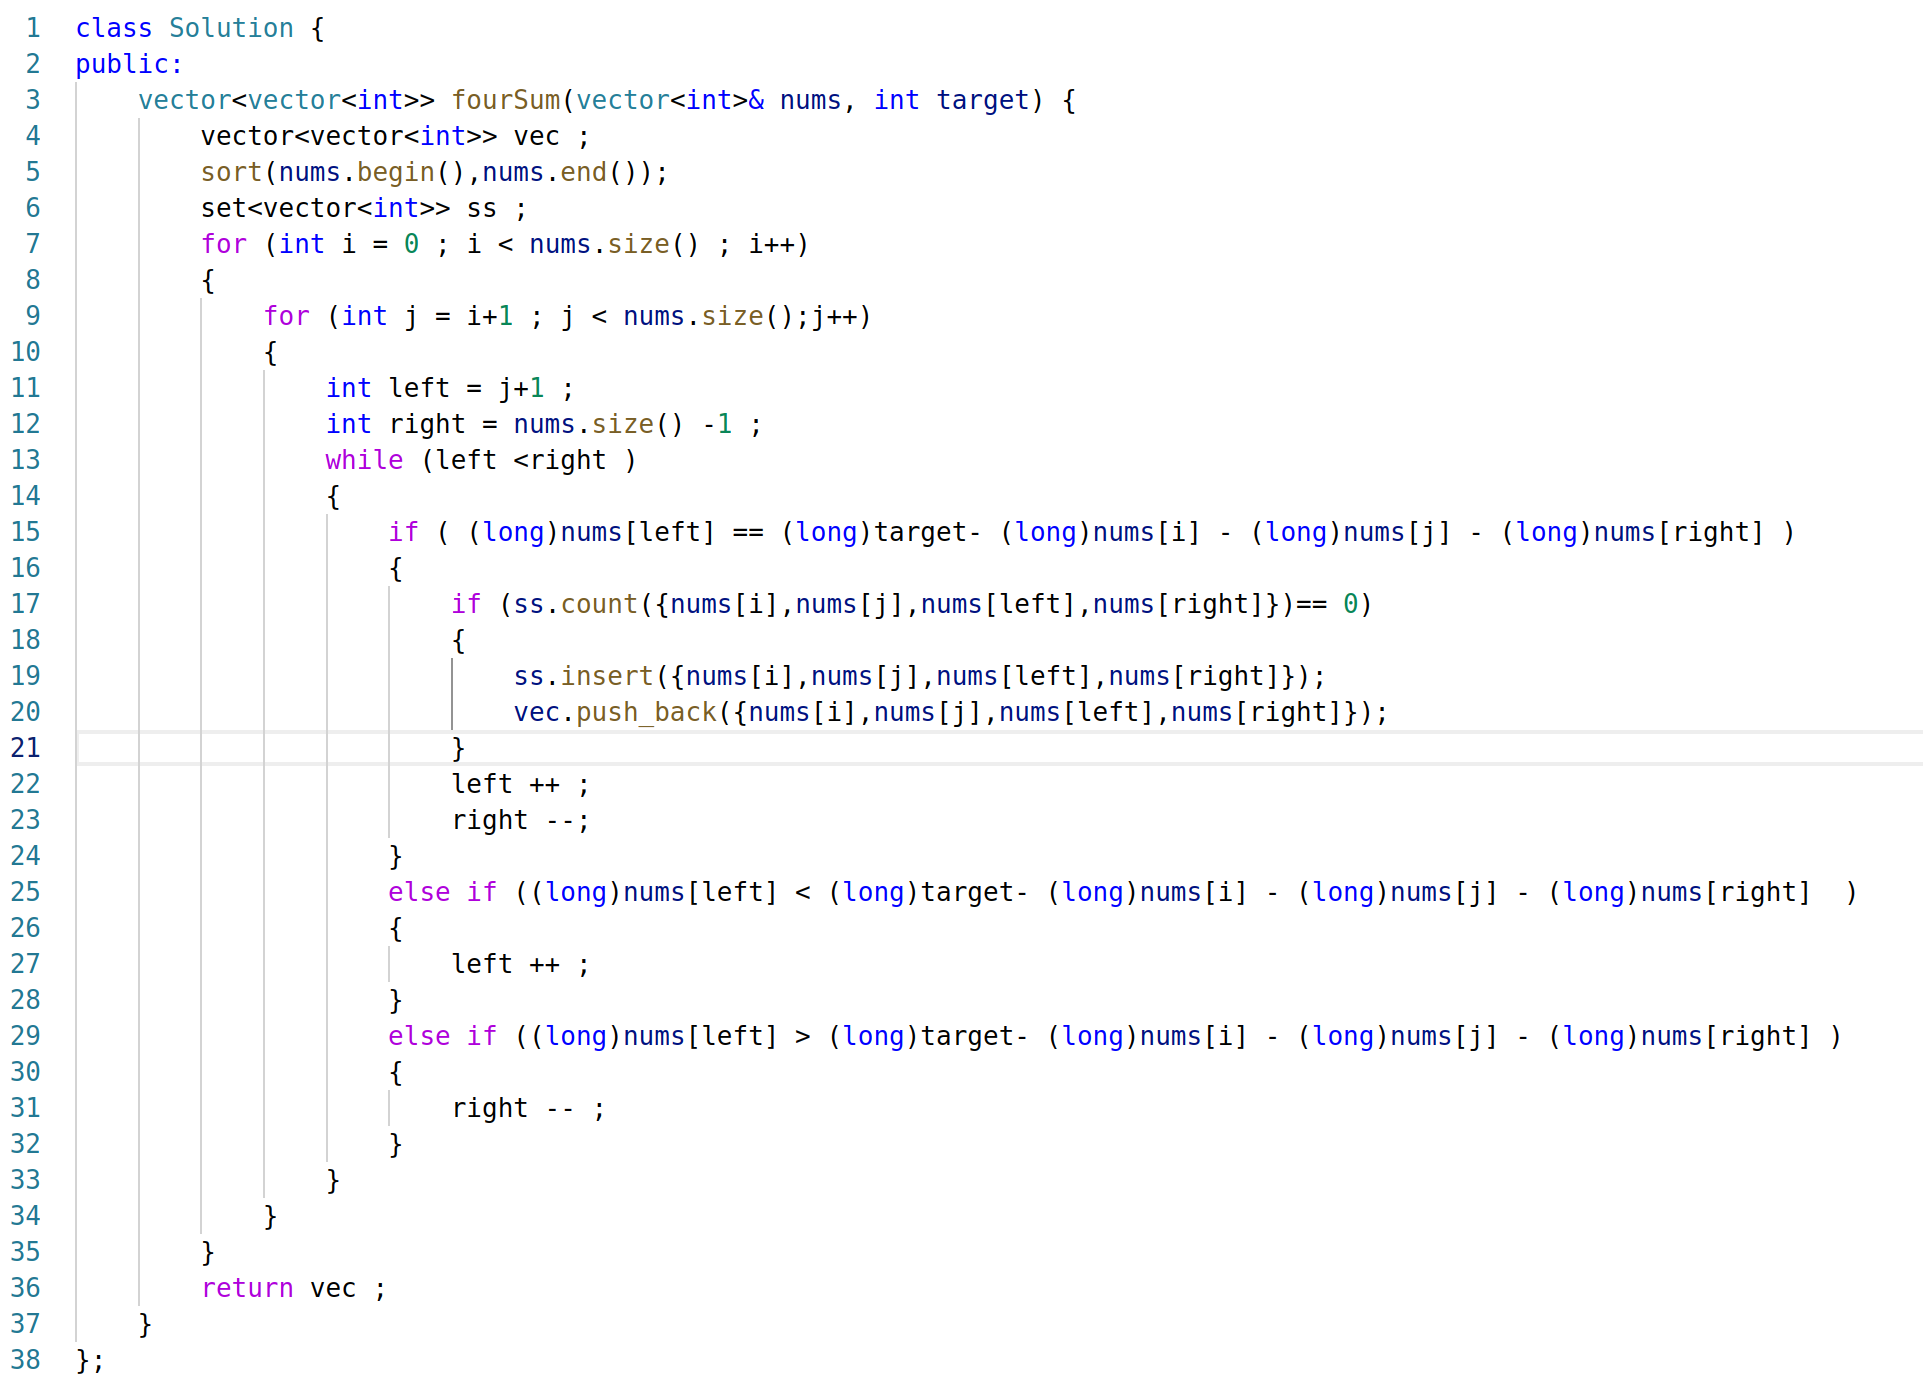 1 class Solution {
2 public:
3     vector<vector<int>> fourSum(vector<int>& nums, int target) {
4         vector<vector<int>> vec ;
5         sort(nums.begin(),nums.end());
6         set<vector<int>> ss ;
7         for (int i = 0 ; i < nums.size() ; i++)
8         {
9             for (int j = i+1 ; j < nums.size();j++)
10             {
11                 int left = j+1 ;
12                 int right = nums.size() -1 ;
13                 while (left <right )
14                 {
15                     if ( (long)nums[left] == (long)target- (long)nums[i] - (long)nums[j] - (long)nums[right] )
16                     {
17                         if (ss.count({nums[i],nums[j],nums[left],nums[right]})== 0)
18                         {
19                             ss.insert({nums[i],nums[j],nums[left],nums[right]});
20                             vec.push_back({nums[i],nums[j],nums[left],nums[right]});
21                         }
22                         left ++ ;
23                         right --;
24                     }
25                     else if ((long)nums[left] < (long)target- (long)nums[i] - (long)nums[j] - (long)nums[right]  )
26                     {
27                         left ++ ;
28                     }
29                     else if ((long)nums[left] > (long)target- (long)nums[i] - (long)nums[j] - (long)nums[right] )
30                     {
31                         right -- ;
32                     }
33                 }
34             }
35         }
36         return vec ;
37     }
38 };